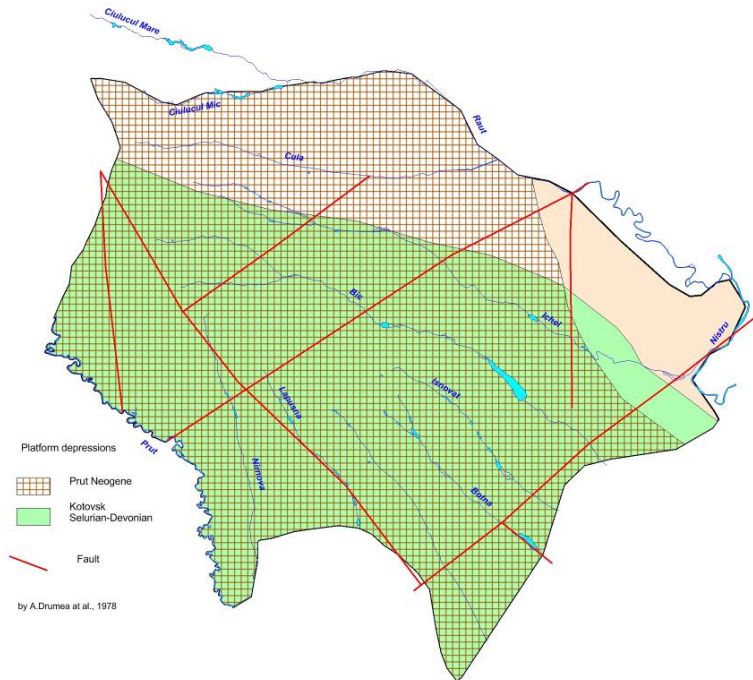 Ciulucul Mare
Ciulucul Mic
Raut
Cula
Bic
Ichel
Nistru
Isnovat
Lapusna
Nirnova
Botna
Prut
Platform depressions
Prut Neogene
Kotovsk
Selurian-Devonian
Fault
by A.Drumea at al., 1978